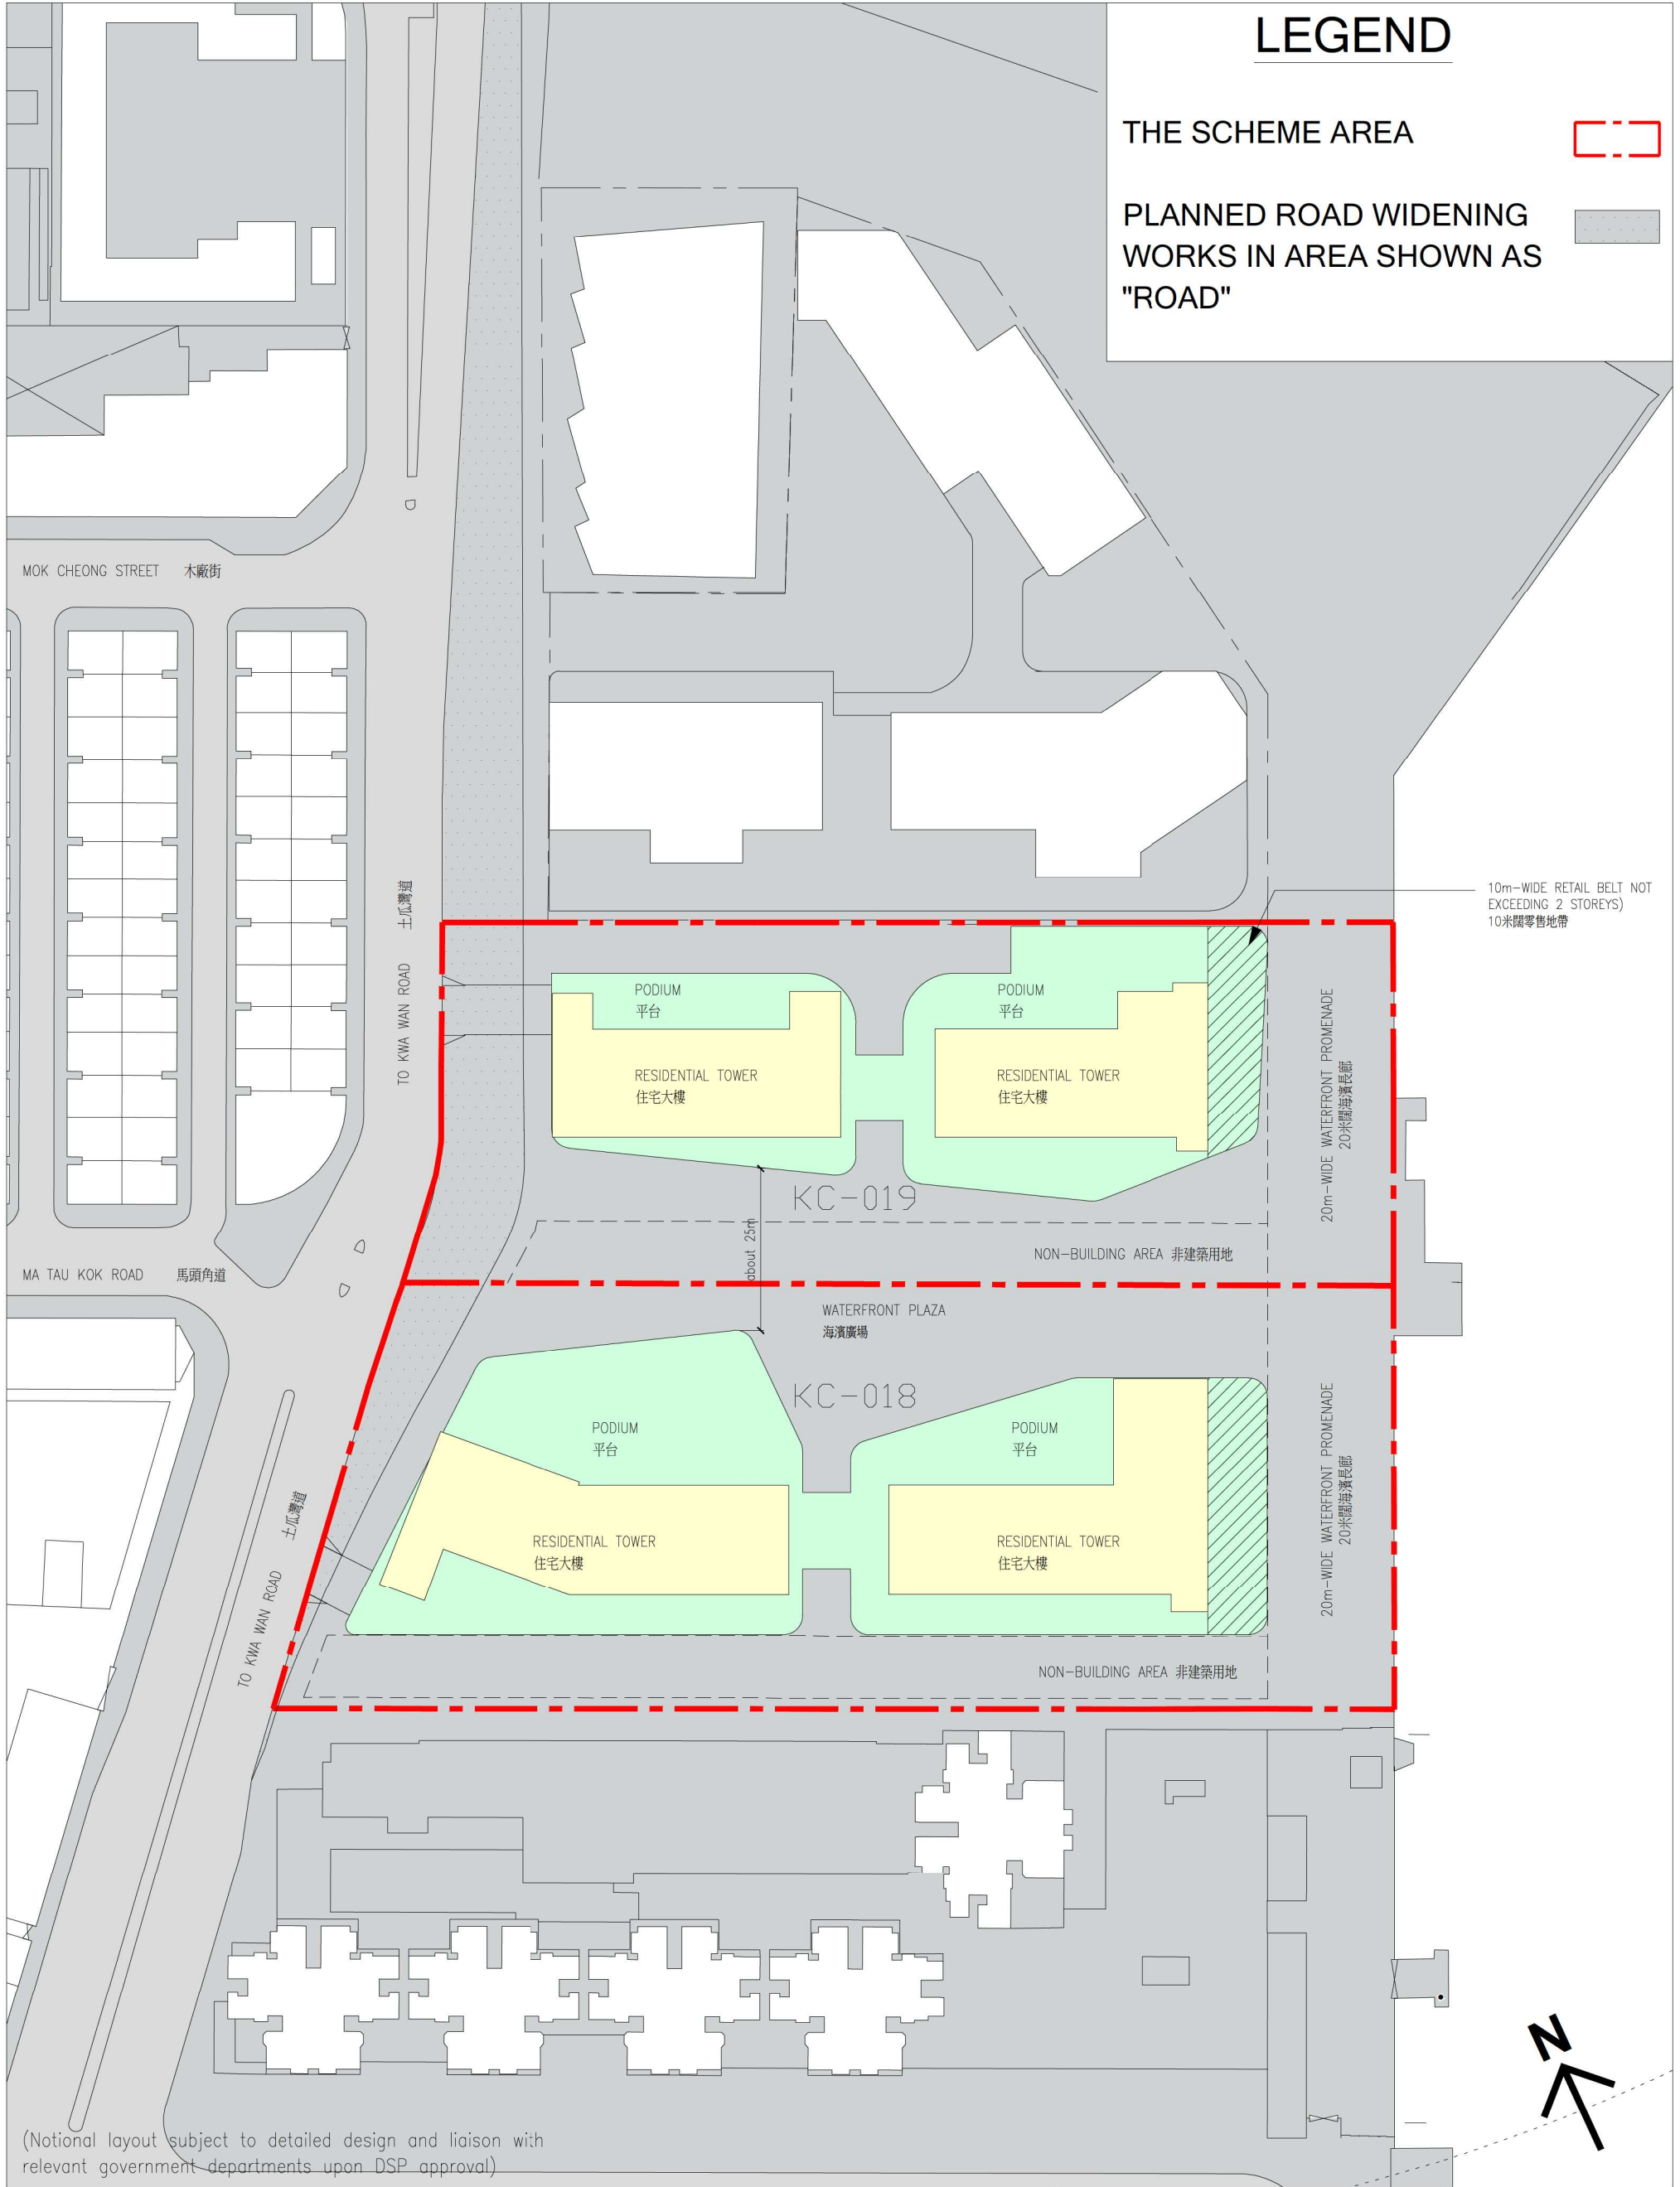 LEGEND
THE SCHEME AREA
PLANNED ROAD WIDENING
WORKS IN AREA SHOWN AS
"ROAD"
MOK CHEONG STREET 木廠街
土瓜灣道
TO KWA WAN ROAD
10m-WIDE RETAIL BELT NOT
EXCEEDING 2 STOREYS)
10米闊零售地帶
PODIUM
平台
PODIUM
平台
RESIDENTIAL TOWER
住宅大樓
RESIDENTIAL TOWER
住宅大樓
20m-WIDE WATERFRONT PROMENADE
20米闊海濱長廊
KC-019
about 25m
NON-BUILDING AREA 非建築用地
MA TAU KOK ROAD 馬頭角道
WATERFRONT PLAZA
海濱廣場
KC-018
PODIUM
平台
PODIUM
平台
RESIDENTIAL TOWER
住宅大樓
RESIDENTIAL TOWER
住宅大樓
20m-WIDE WATERFRONT PROMENADE
20米闊海濱長廊
土瓜灣道
TO KWA WAN ROAD
NON-BUILDING AREA 非建築用地
N
(Notional layout subject to detailed design and liaison with
relevant government departments upon DSP approval)